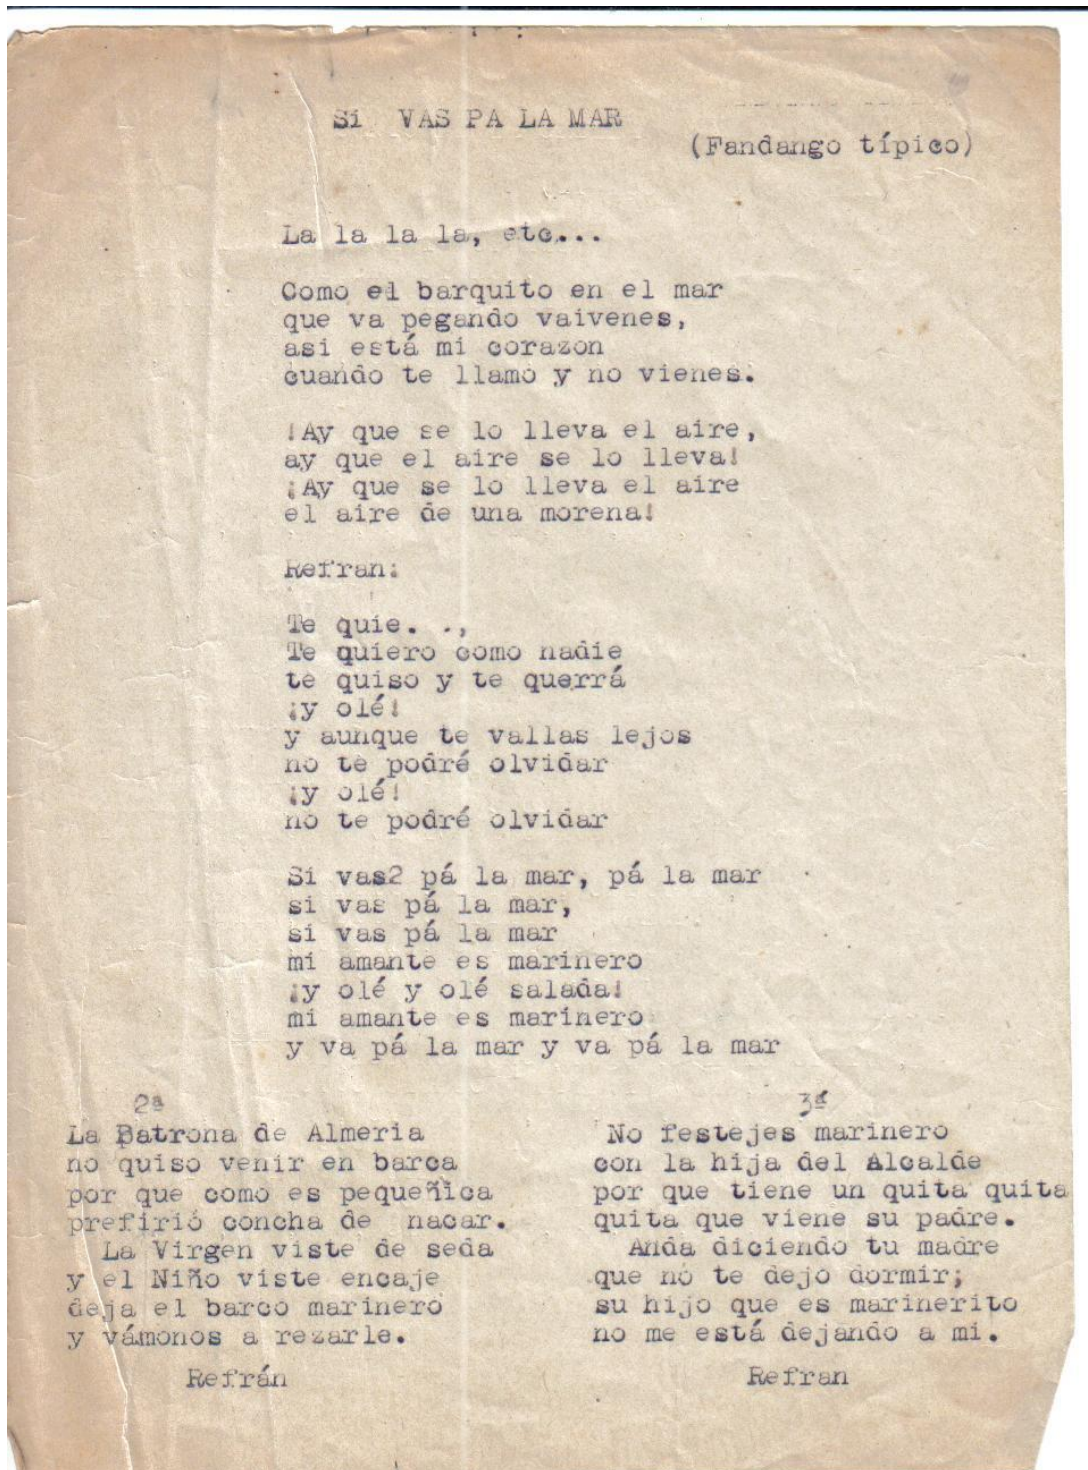 Si VAS PA LA MAR
(Fandango típico)
La la la la, etc...
Como el barquito en el mar
que va pegando vaivenes,
asi está mi corazon
cuando te llamo y no vienes.
¡Ay que se lo lleva el aire,
ay que el aire se lo lleva!
¡Ay que se lo lleva el aire
el aire de una morena!
Refran:
Te quie. .,
Te quiero como nadie
te quiso y te querrá
¡y olé!
y aunque te vallas lejos
no te podré olvidar
¡y olé!
no te podré olvidar
Si vas2 pá la mar, pá la mar
si vas pá la mar,
si vas pá la mar
mi amante es marinero
¡y olé y olé salada!
mi amante es marinero
y va pá la mar y va pá la mar
2ª
La Patrona de Almeria
no quiso venir en barca
por que como es pequeñica
prefirió concha de nacar.
La Virgen viste de seda
y el Niño viste encaje
deja el barco marinero
y vámonos a rezarle.
Refrán
3ª
No festejes marinero
con la hija del Alcalde
por que tiene un quita quita
quita que viene su padre.
Anda diciendo tu madre
que no te dejo dormir;
su hijo que es marinerito
no me está dejando a mi.
Refran